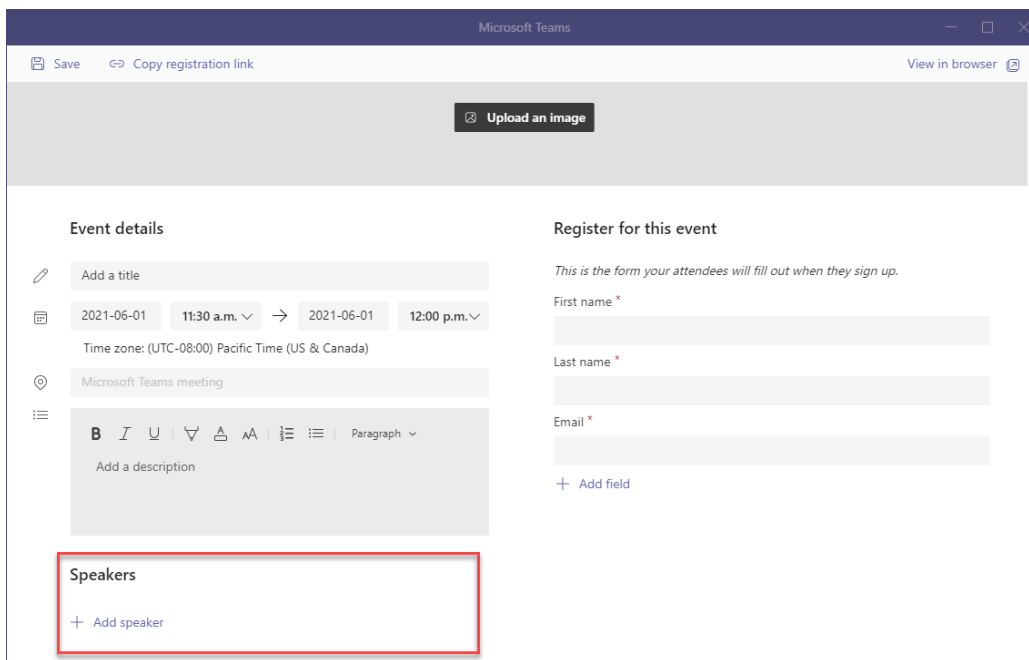 Microsoft Teams
Save Copy registration link View in browser
Upload an image
Event details
Add a title
2021-06-01 11:30 a.m. → 2021-06-01 12:00 p.m.
Time zone: (UTC-08:00) Pacific Time (US & Canada)
Microsoft Teams meeting
B I U A AA Paragraph
Add a description
Speakers
+ Add speaker
Register for this event
This is the form your attendees will fill out when they sign up.
First name *
Last name *
Email *
+ Add field